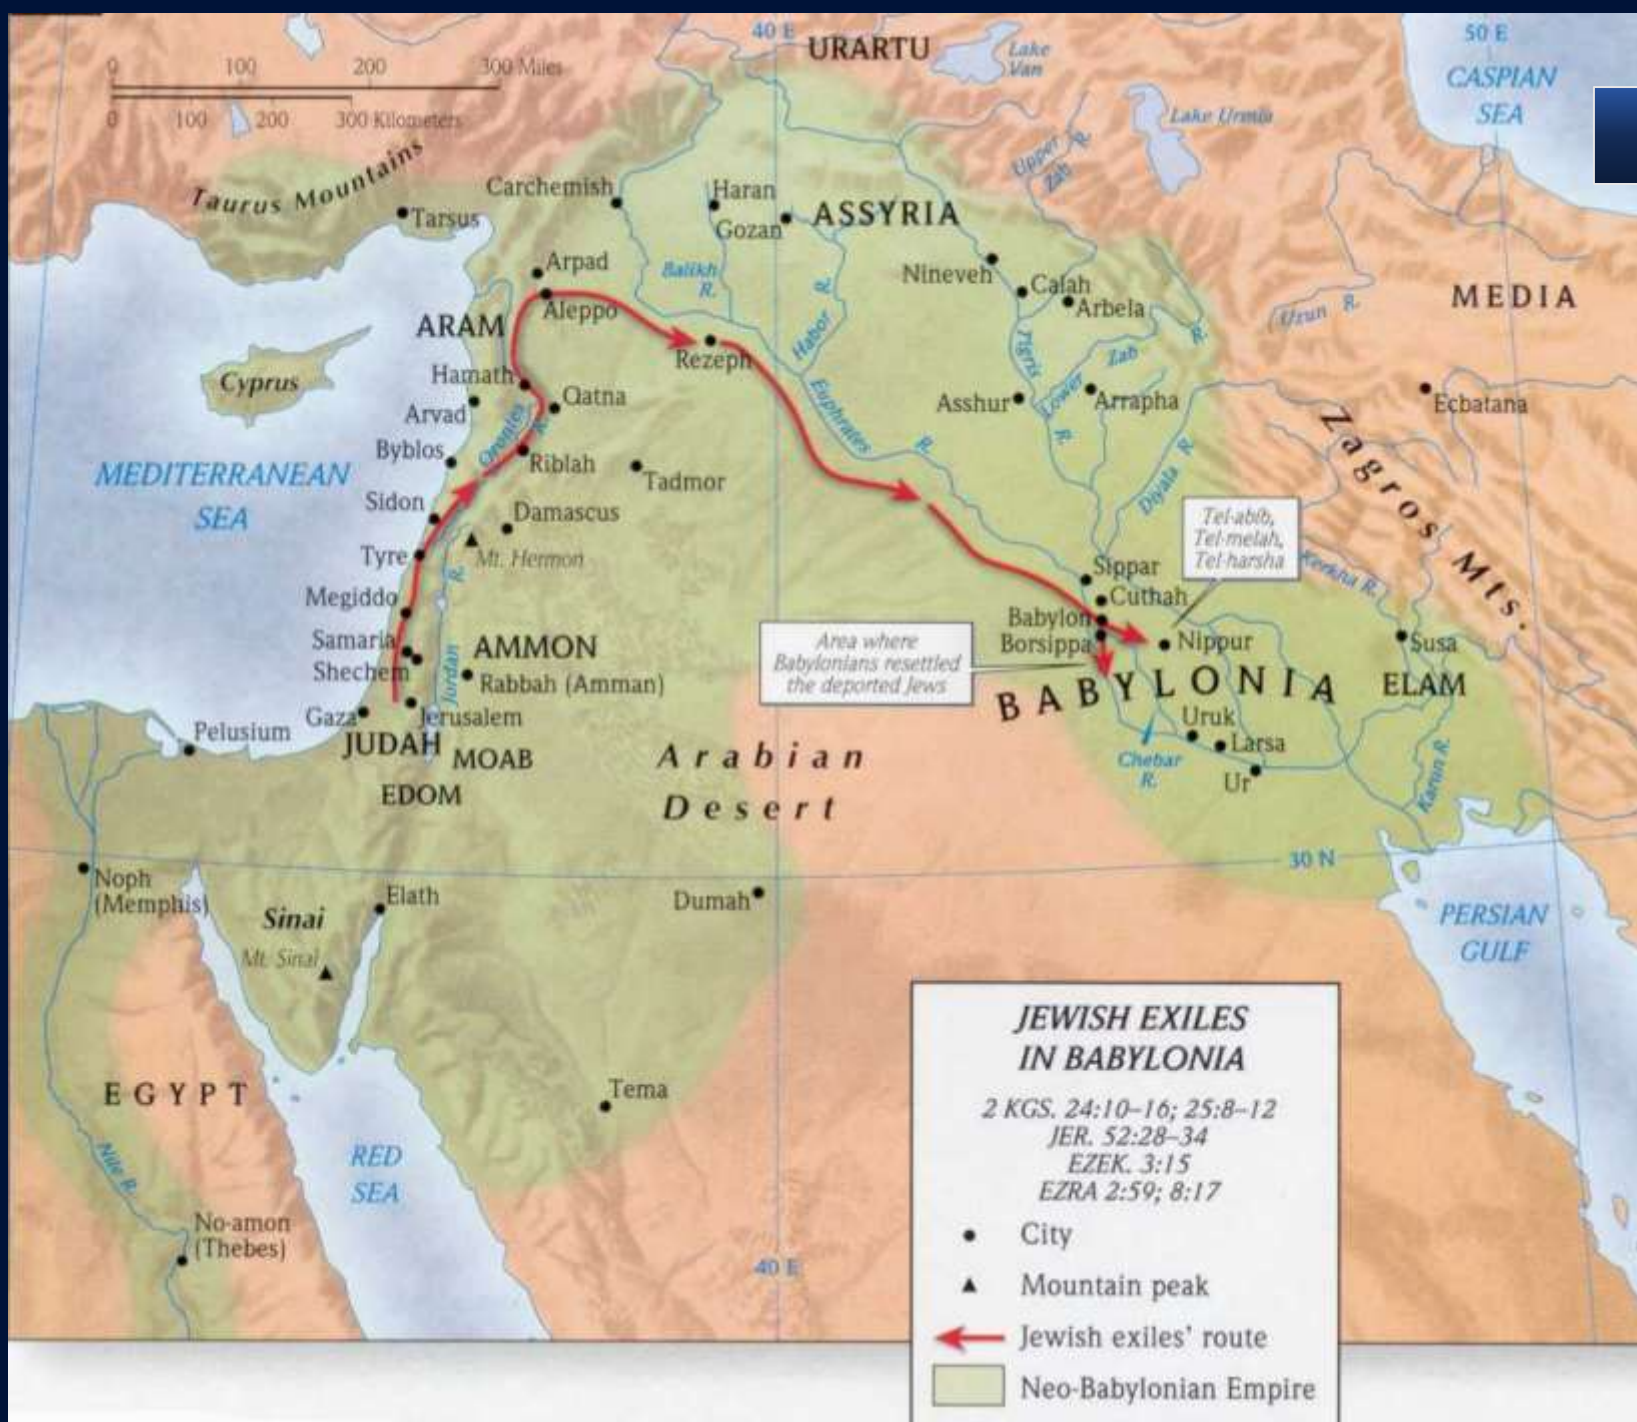 40 E
URARTU
Lake
Van
50 E
CASPIAN
SEA
0 100 200 300 Miles
0 100 200 300 Kilometers
Lake Urmia
Upper
Zab
R.
Taurus Mountains
Tarsus
Carchemish
Haran
Gozan
ASSYRIA
Arpad
Aleppo
Balikh
R.
Habor R.
Nineveh
Calah
Arbela
Uzun R.
MEDIA
ARAM
Rezeph
Tigris
R.
Lower
Zab
R.
Cyprus
Hamath
Qatna
Arvad
Orontes
R.
Asshur
Arrapha
Ecbatana
Byblos
Riblah
Tadmor
Euphrates
R.
Diyala R.
Zagros Mts.
MEDITERRANEAN
SEA
Sidon
Damascus
Tyre
Mt. Hermon
Tel-abib,
Tel-melah,
Tel-harsha
Kerkha R.
Megiddo
Sippar
Cuthah
Babylon
Borsippa
Nippur
Susa
Samaria
Shechem
Jordan
R.
AMMON
Rabbah (Amman)
Area where
Babylonians resettled
the deported Jews
BABYLONIA
ELAM
Gaza
Jerusalem
Pelusium
JUDAH
MOAB
EDOM
Arabian
Desert
Uruk
Larsa
Ur
Chebar
R.
Karun R.
30 N
Noph
(Memphis)
Elath
Sinai
Mt. Sinai
Dumah
PERSIAN
GULF
EGYPT
Nile R.
RED
SEA
Tema
No-amon
(Thebes)
40 E
JEWISH EXILES
IN BABYLONIA
2 KGS. 24:10–16; 25:8–12
JER. 52:28–34
EZEK. 3:15
EZRA 2:59; 8:17
City
Mountain peak
Jewish exiles' route
Neo-Babylonian Empire